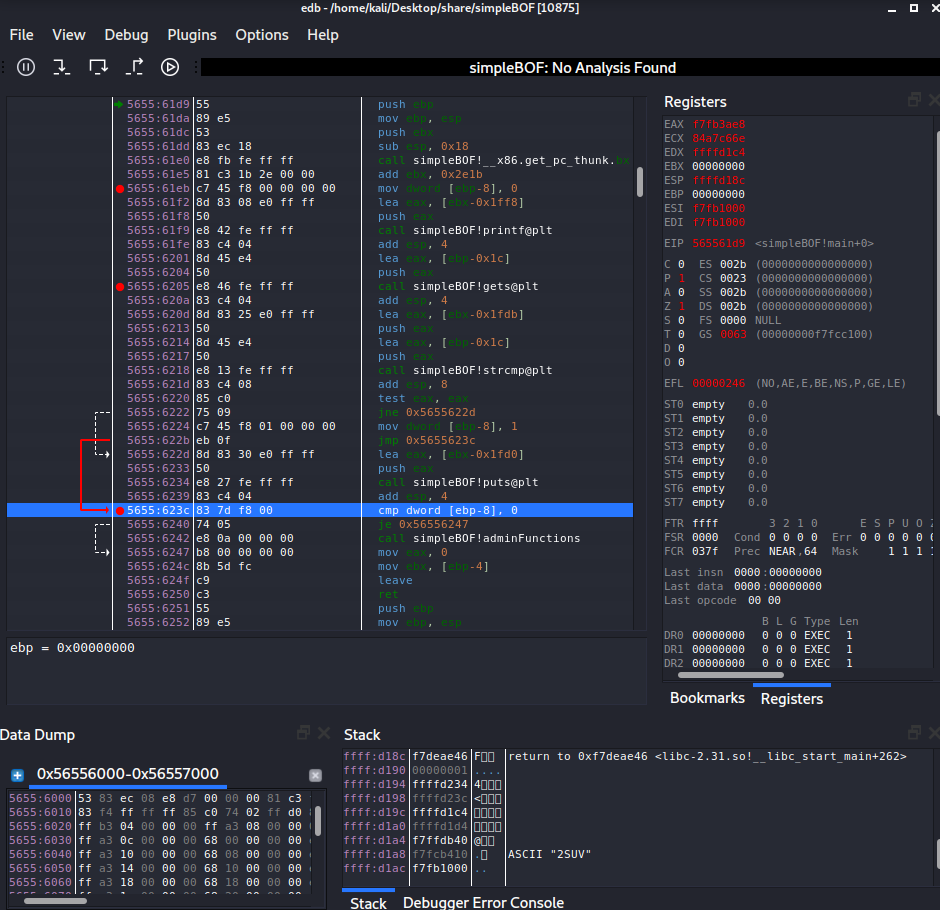 edb - /home/kali/Desktop/share/simpleBOF [10875]
File View Debug Plugins Options Help
simpleBOF: No Analysis Found
5655:61d9 55 push ebp
5655:61da 89 e5 mov ebp, esp
5655:61dc 53 push ebx
5655:61dd 83 ec 18 sub esp, 0x18
5655:61e0 e8 fb fe ff ff call simpleBOF!__x86.get_pc_thunk.bx
5655:61e5 81 c3 1b 2e 00 00 add ebx, 0x2e1b
5655:61eb c7 45 f8 00 00 00 00 mov dword [ebp-8], 0
5655:61f2 8d 83 08 e0 ff ff lea eax, [ebx-0x1ff8]
5655:61f8 50 push eax
5655:61f9 e8 42 fe ff ff call simpleBOF!printf@plt
5655:61fe 83 c4 04 add esp, 4
5655:6201 8d 45 e4 lea eax, [ebp-0x1c]
5655:6204 50 push eax
5655:6205 e8 46 fe ff ff call simpleBOF!gets@plt
5655:620a 83 c4 04 add esp, 4
5655:620d 8d 83 25 e0 ff ff lea eax, [ebx-0x1fdb]
5655:6213 50 push eax
5655:6214 8d 45 e4 lea eax, [ebp-0x1c]
5655:6217 50 push eax
5655:6218 e8 13 fe ff ff call simpleBOF!strcmp@plt
5655:621d 83 c4 08 add esp, 8
5655:6220 85 c0 test eax, eax
5655:6222 75 09 jne 0x5655622d
5655:6224 c7 45 f8 01 00 00 00 mov dword [ebp-8], 1
5655:622b eb 0f jmp 0x5655623c
5655:622d 8d 83 30 e0 ff ff lea eax, [ebx-0x1fd0]
5655:6233 50 push eax
5655:6234 e8 27 fe ff ff call simpleBOF!puts@plt
5655:6239 83 c4 04 add esp, 4
5655:623c 83 7d f8 00 cmp dword [ebp-8], 0
5655:6240 74 05 je 0x56556247
5655:6242 e8 0a 00 00 00 call simpleBOF!adminFunctions
5655:6247 b8 00 00 00 00 mov eax, 0
5655:624c 8b 5d fc mov ebx, [ebp-4]
5655:624f c9 leave
5655:6250 c3 ret
5655:6251 55 push ebp
5655:6252 89 e5 mov ebp, esp
ebp = 0x00000000
Registers
EAX f7fb3ae8
ECX 84a7c66e
EDX ffffd1c4
EBX 00000000
ESP ffffd18c
EBP 00000000
ESI f7fb1000
EDI f7fb1000
EIP 565561d9 <simpleBOF!main+0>
C 0 ES 002b (0000000000000000)
P 1 CS 0023 (0000000000000000)
A 0 SS 002b (0000000000000000)
Z 1 DS 002b (0000000000000000)
S 0 FS 0000 NULL
T 0 GS 0063 (00000000f7fcc100)
D 0
O 0
EFL 00000246 (NO,AE,E,BE,NS,P,GE,LE)
ST0 empty 0.0
ST1 empty 0.0
ST2 empty 0.0
ST3 empty 0.0
ST4 empty 0.0
ST5 empty 0.0
ST6 empty 0.0
ST7 empty 0.0
FTR ffff 3 2 1 0 E S P U O Z
FSR 0000 Cond 0 0 0 0 Err 0 0 0 0 0 0
FCR 037f Prec NEAR,64 Mask 1 1 1 1
Last insn 0000:00000000
Last data 0000:00000000
Last opcode 00 00
B L G Type Len
DR0 00000000 0 0 0 EXEC 1
DR1 00000000 0 0 0 EXEC 1
DR2 00000000 0 0 0 EXEC 1
Bookmarks Registers
Data Dump
0x56556000-0x56557000
5655:6000 53 83 ec 08 e8 d7 00 00 00 81 c3
5655:6010 83 f4 ff ff ff 85 c0 74 02 ff d0
5655:6020 ff b3 04 00 00 00 ff a3 08 00 00
5655:6030 ff a3 0c 00 00 00 68 00 00 00 00
5655:6040 ff a3 10 00 00 00 68 08 00 00 00
5655:6050 ff a3 14 00 00 00 68 10 00 00 00
5655:6060 ff a3 18 00 00 00 68 18 00 00 00
Stack
ffff:d18c f7deae46 F return to 0xf7deae46 <libc-2.31.so!__libc_start_main+262>
ffff:d190 00000001 ....
ffff:d194 ffffd234 4
ffff:d198 ffffd23c <
ffff:d19c ffffd1c4
ffff:d1a0 ffffd1d4
ffff:d1a4 f7ffdb40 @
ffff:d1a8 f7fcb410 . ASCII "2SUV"
ffff:d1ac f7fb1000 ..
Stack Debugger Error Console